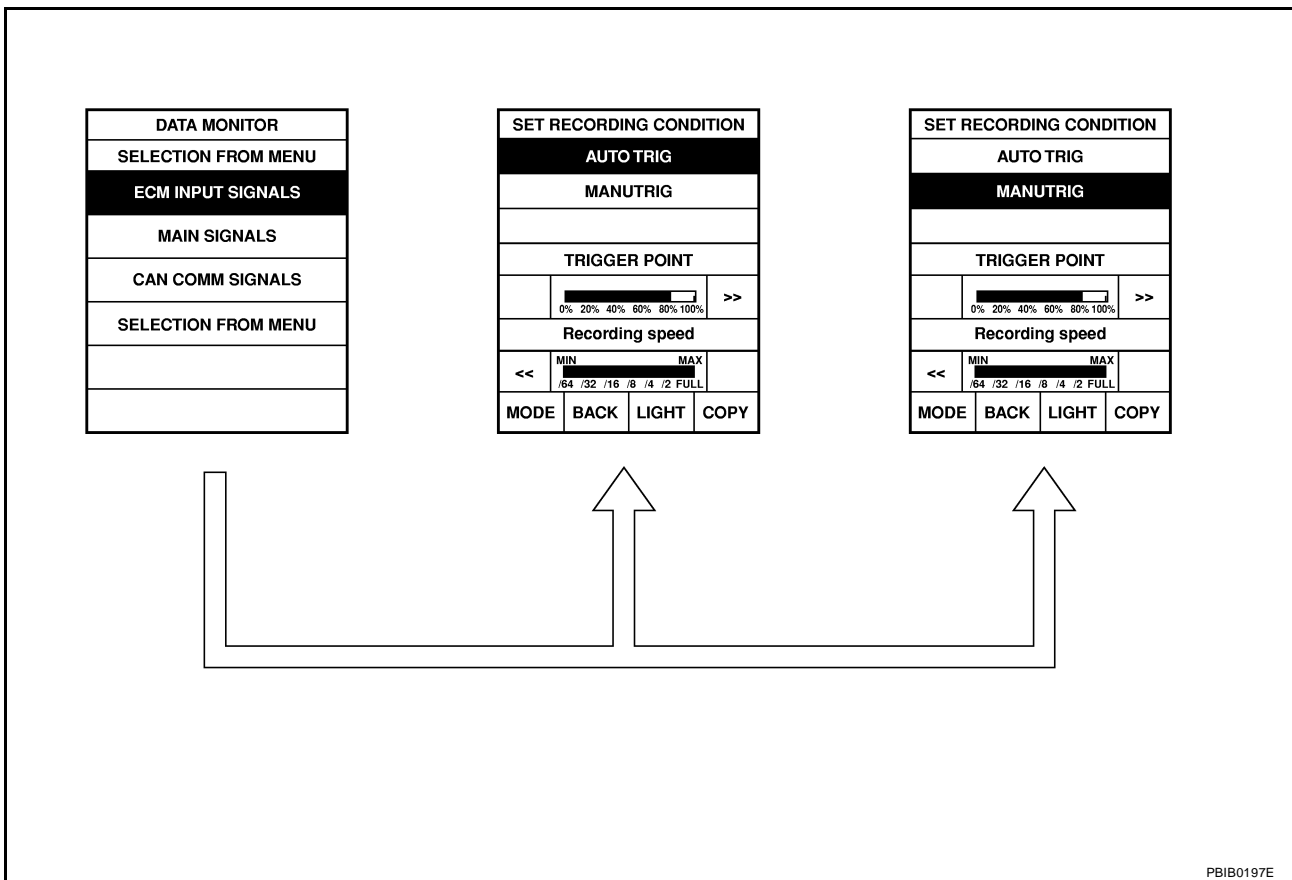 DATA MONITOR
SELECTION FROM MENU
ECM INPUT SIGNALS
MAIN SIGNALS
CAN COMM SIGNALS
SELECTION FROM MENU
SET RECORDING CONDITION
AUTO TRIG
MANUTRIG
TRIGGER POINT
>>
0% 20% 40% 60% 80% 100%
Recording speed
MIN MAX
<<
/64 /32 /16 /8 /4 /2 FULL
MODE BACK LIGHT COPY
SET RECORDING CONDITION
AUTO TRIG
MANUTRIG
TRIGGER POINT
>>
0% 20% 40% 60% 80% 100%
Recording speed
MIN MAX
<<
/64 /32 /16 /8 /4 /2 FULL
MODE BACK LIGHT COPY
PBIB0197E